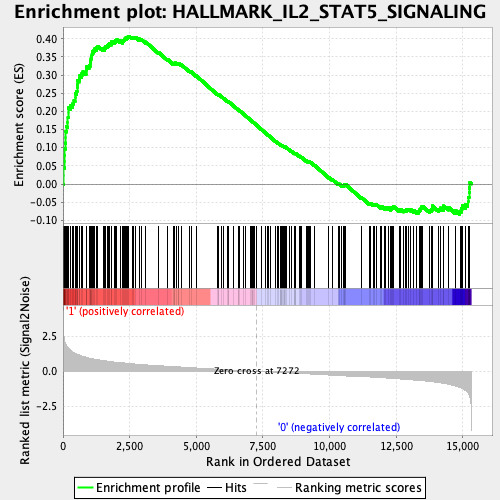 Enrichment plot: HALLMARK_IL2_STAT5_SIGNALING
Enrichment score (ES)
0.40
0.35
0.30
0.25
0.20
0.15
0.10
0.05
0.00
-0.05
-0.10
'1' (positively correlated)
Ranked list metric (Signal2Noise)
2.5
0.0
-2.5
Zero cross at 7272
'0' (negatively correlated)
0 2,500 5,000 7,500 10,000 12,500 15,000
Rank in Ordered Dataset
Enrichment profile Hits Ranking metric scores